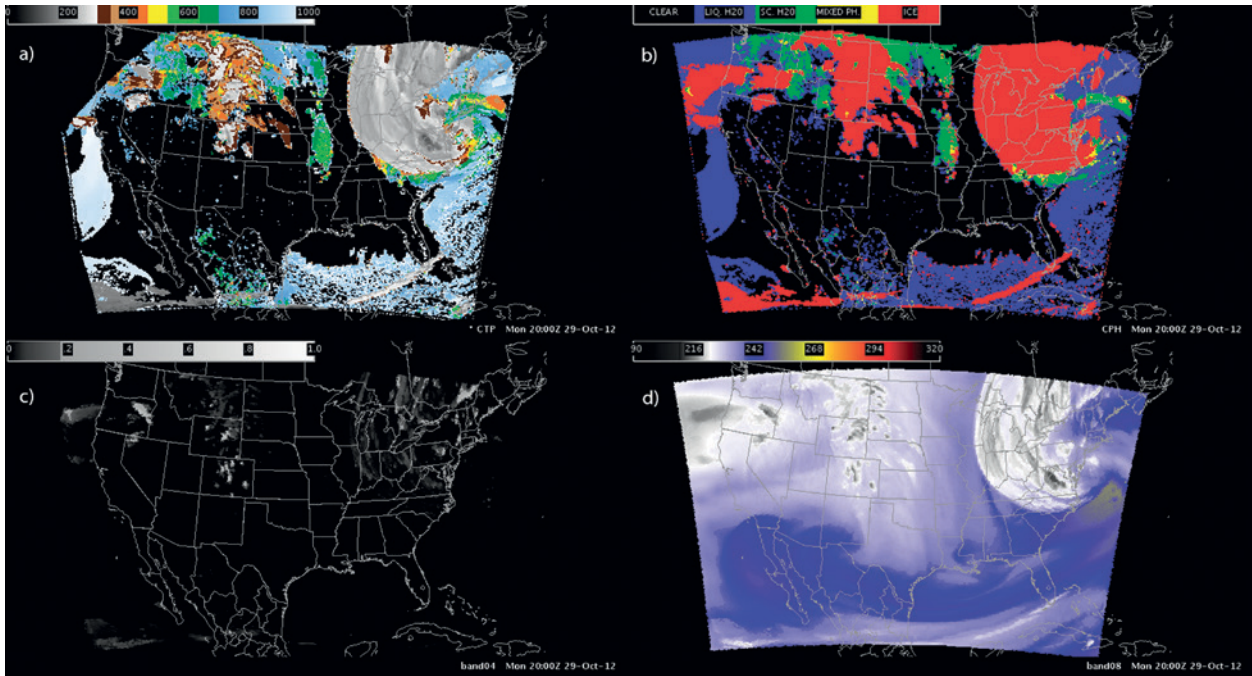 0 200 400 600 800 1000
a)
* CTP Mon 20:00Z 29-Oct-12
CLEAR LIQ. H2O SC. H2O MIXED PH. ICE
b)
CPH Mon 20:00Z 29-Oct-12
0 .2 .4 .6 .8 1.0
c)
band04 Mon 20:00Z 29-Oct-12
90 216 242 268 294 320
d)
band08 Mon 20:00Z 29-Oct-12